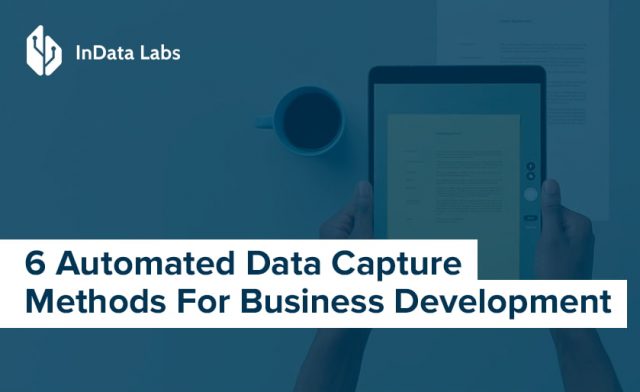 InData Labs
6 Automated Data Capture
Methods For Business Development